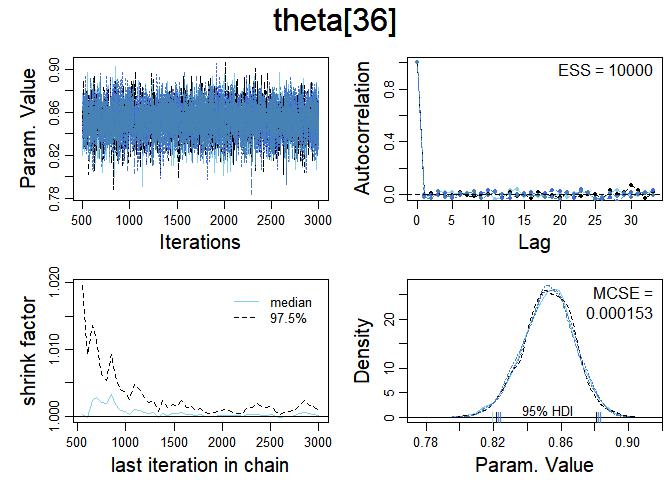 theta[36]
Param. Value
0.78 0.82 0.86 0.90
500 1000 1500 2000 2500 3000
Iterations
Autocorrelation
0.0 0.4 0.8
ESS = 10000
0 5 10 15 20 25 30
Lag
shrink factor
1.000 1.010 1.020
median
97.5%
500 1000 1500 2000 2500 3000
last iteration in chain
Density
0 5 10 20
MCSE =
0.000153
95% HDI
0.78 0.82 0.86 0.90
Param. Value